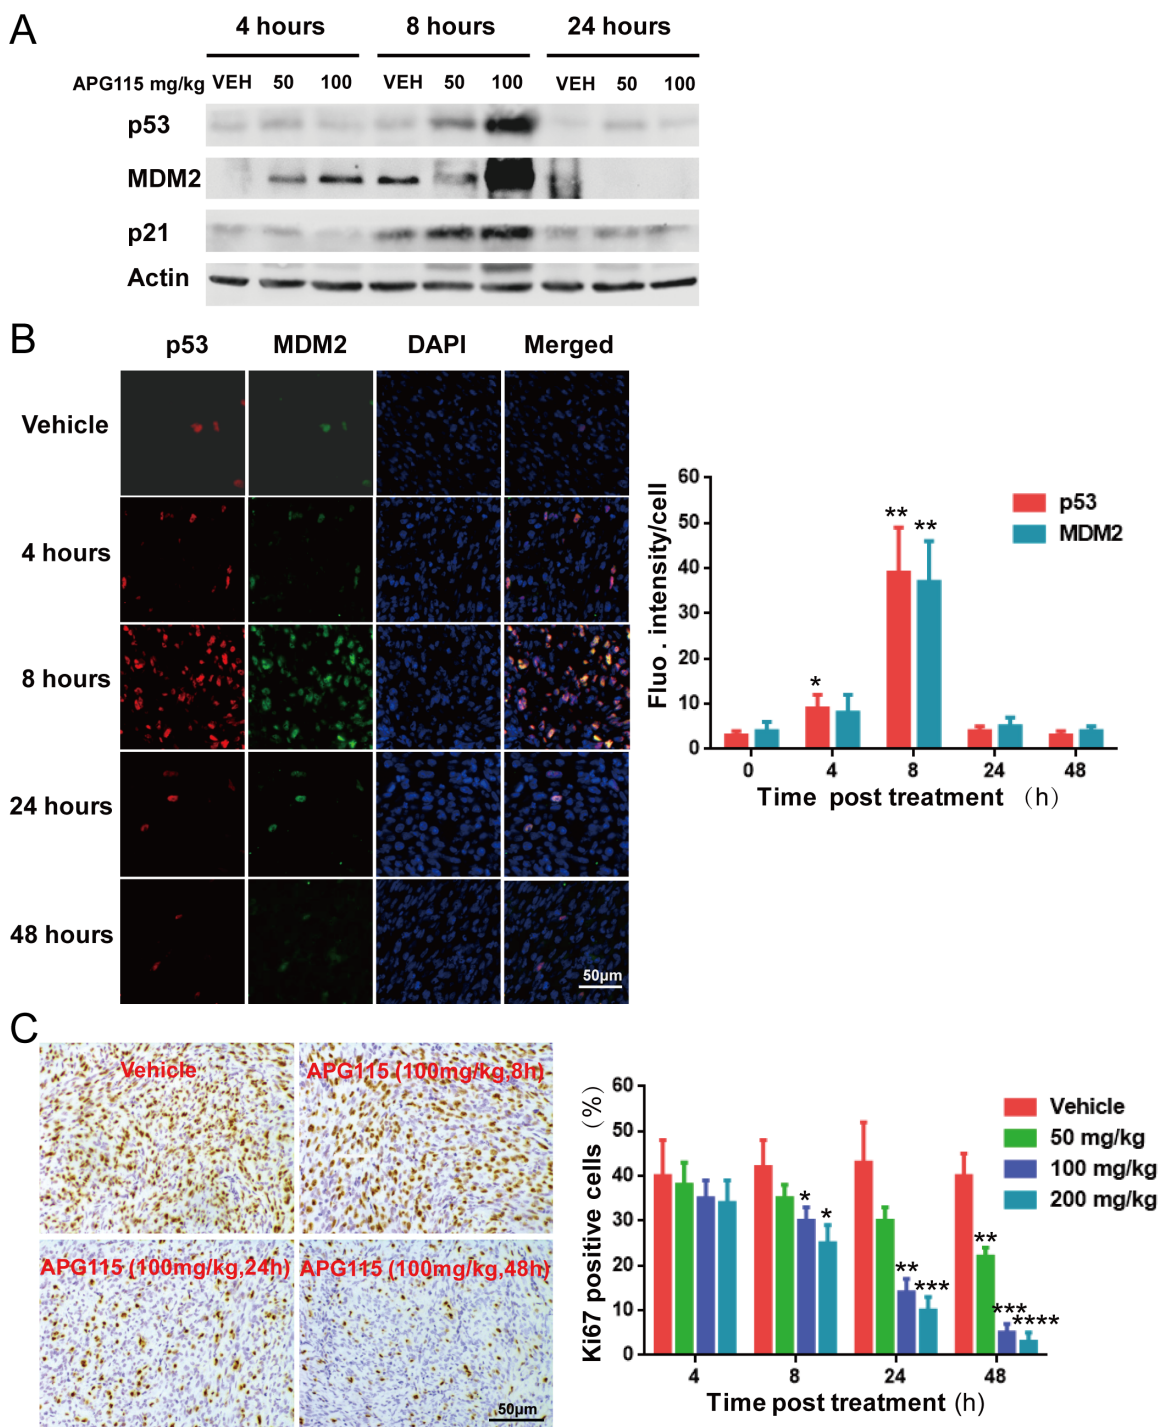 A
4 hours 8 hours 24 hours
APG115 mg/kg VEH 50 100 VEH 50 100 VEH 50 100
p53
MDM2
p21
Actin
B
p53 MDM2 DAPI Merged
Vehicle
4 hours
8 hours
24 hours
48 hours
50μm
Fluo . intensity/cell
60
50
40
30
20
10
0
* ** **
p53
MDM2
0 4 8 24 48
Time post treatment （h）
C
Vehicle
APG115 (100mg/kg,8h)
APG115 (100mg/kg,24h)
APG115 (100mg/kg,48h)
50μm
Ki67 positive cells （%）
60
50
40
30
20
10
0
* * ** *** ** *** ****
Vehicle
50 mg/kg
100 mg/kg
200 mg/kg
4 8 24 48
Time post treatment (h)